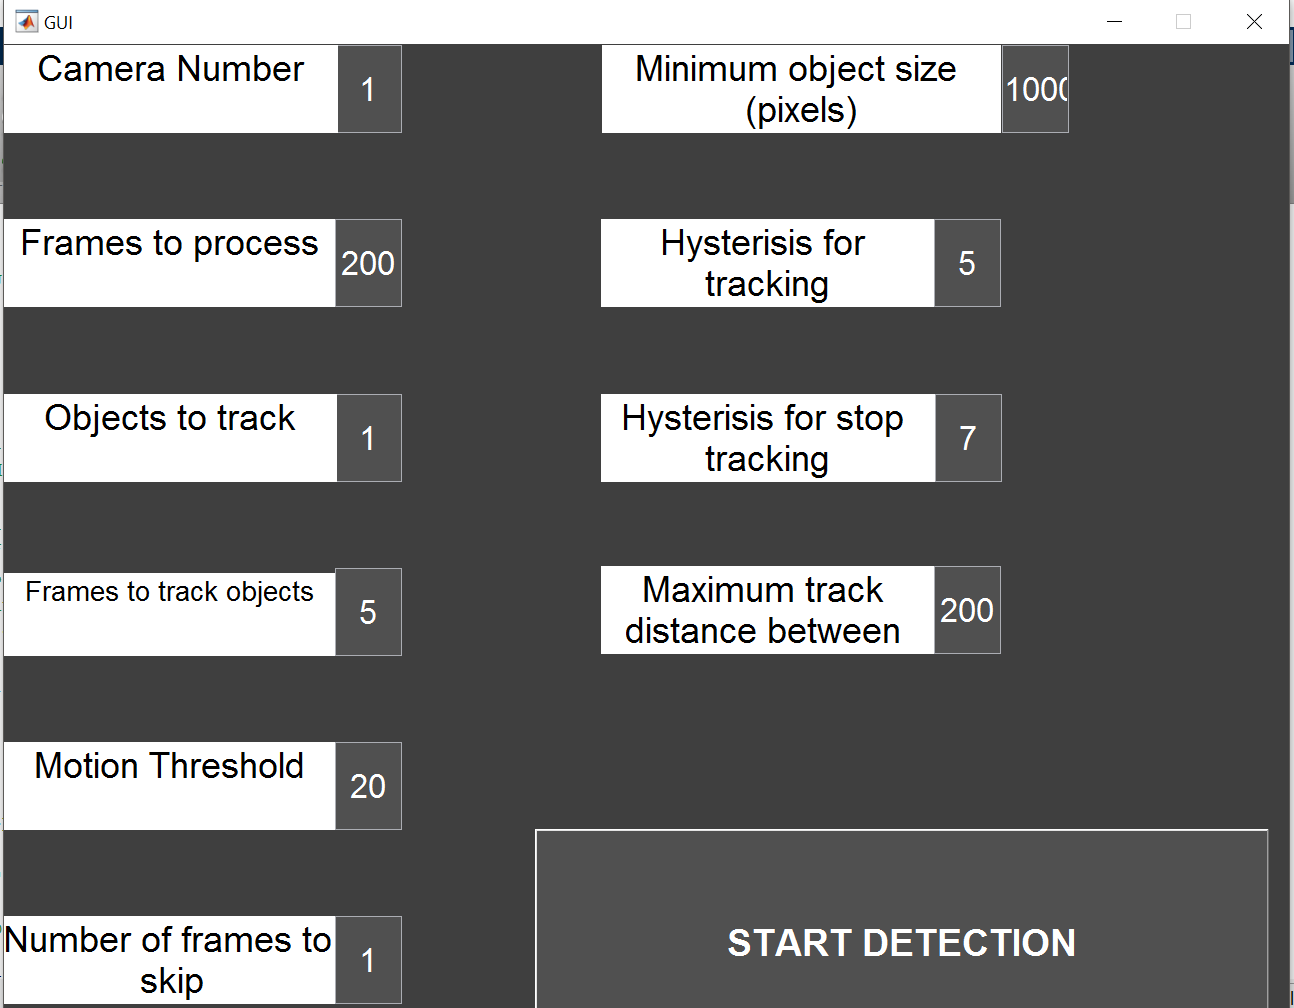 GUI
Camera Number
1
Minimum object size
(pixels)
1000
Frames to process
200
Hysterisis for
tracking
5
Objects to track
1
Hysterisis for stop
tracking
7
Frames to track objects
5
Maximum track
distance between
200
Motion Threshold
20
Number of frames to
skip
1
START DETECTION